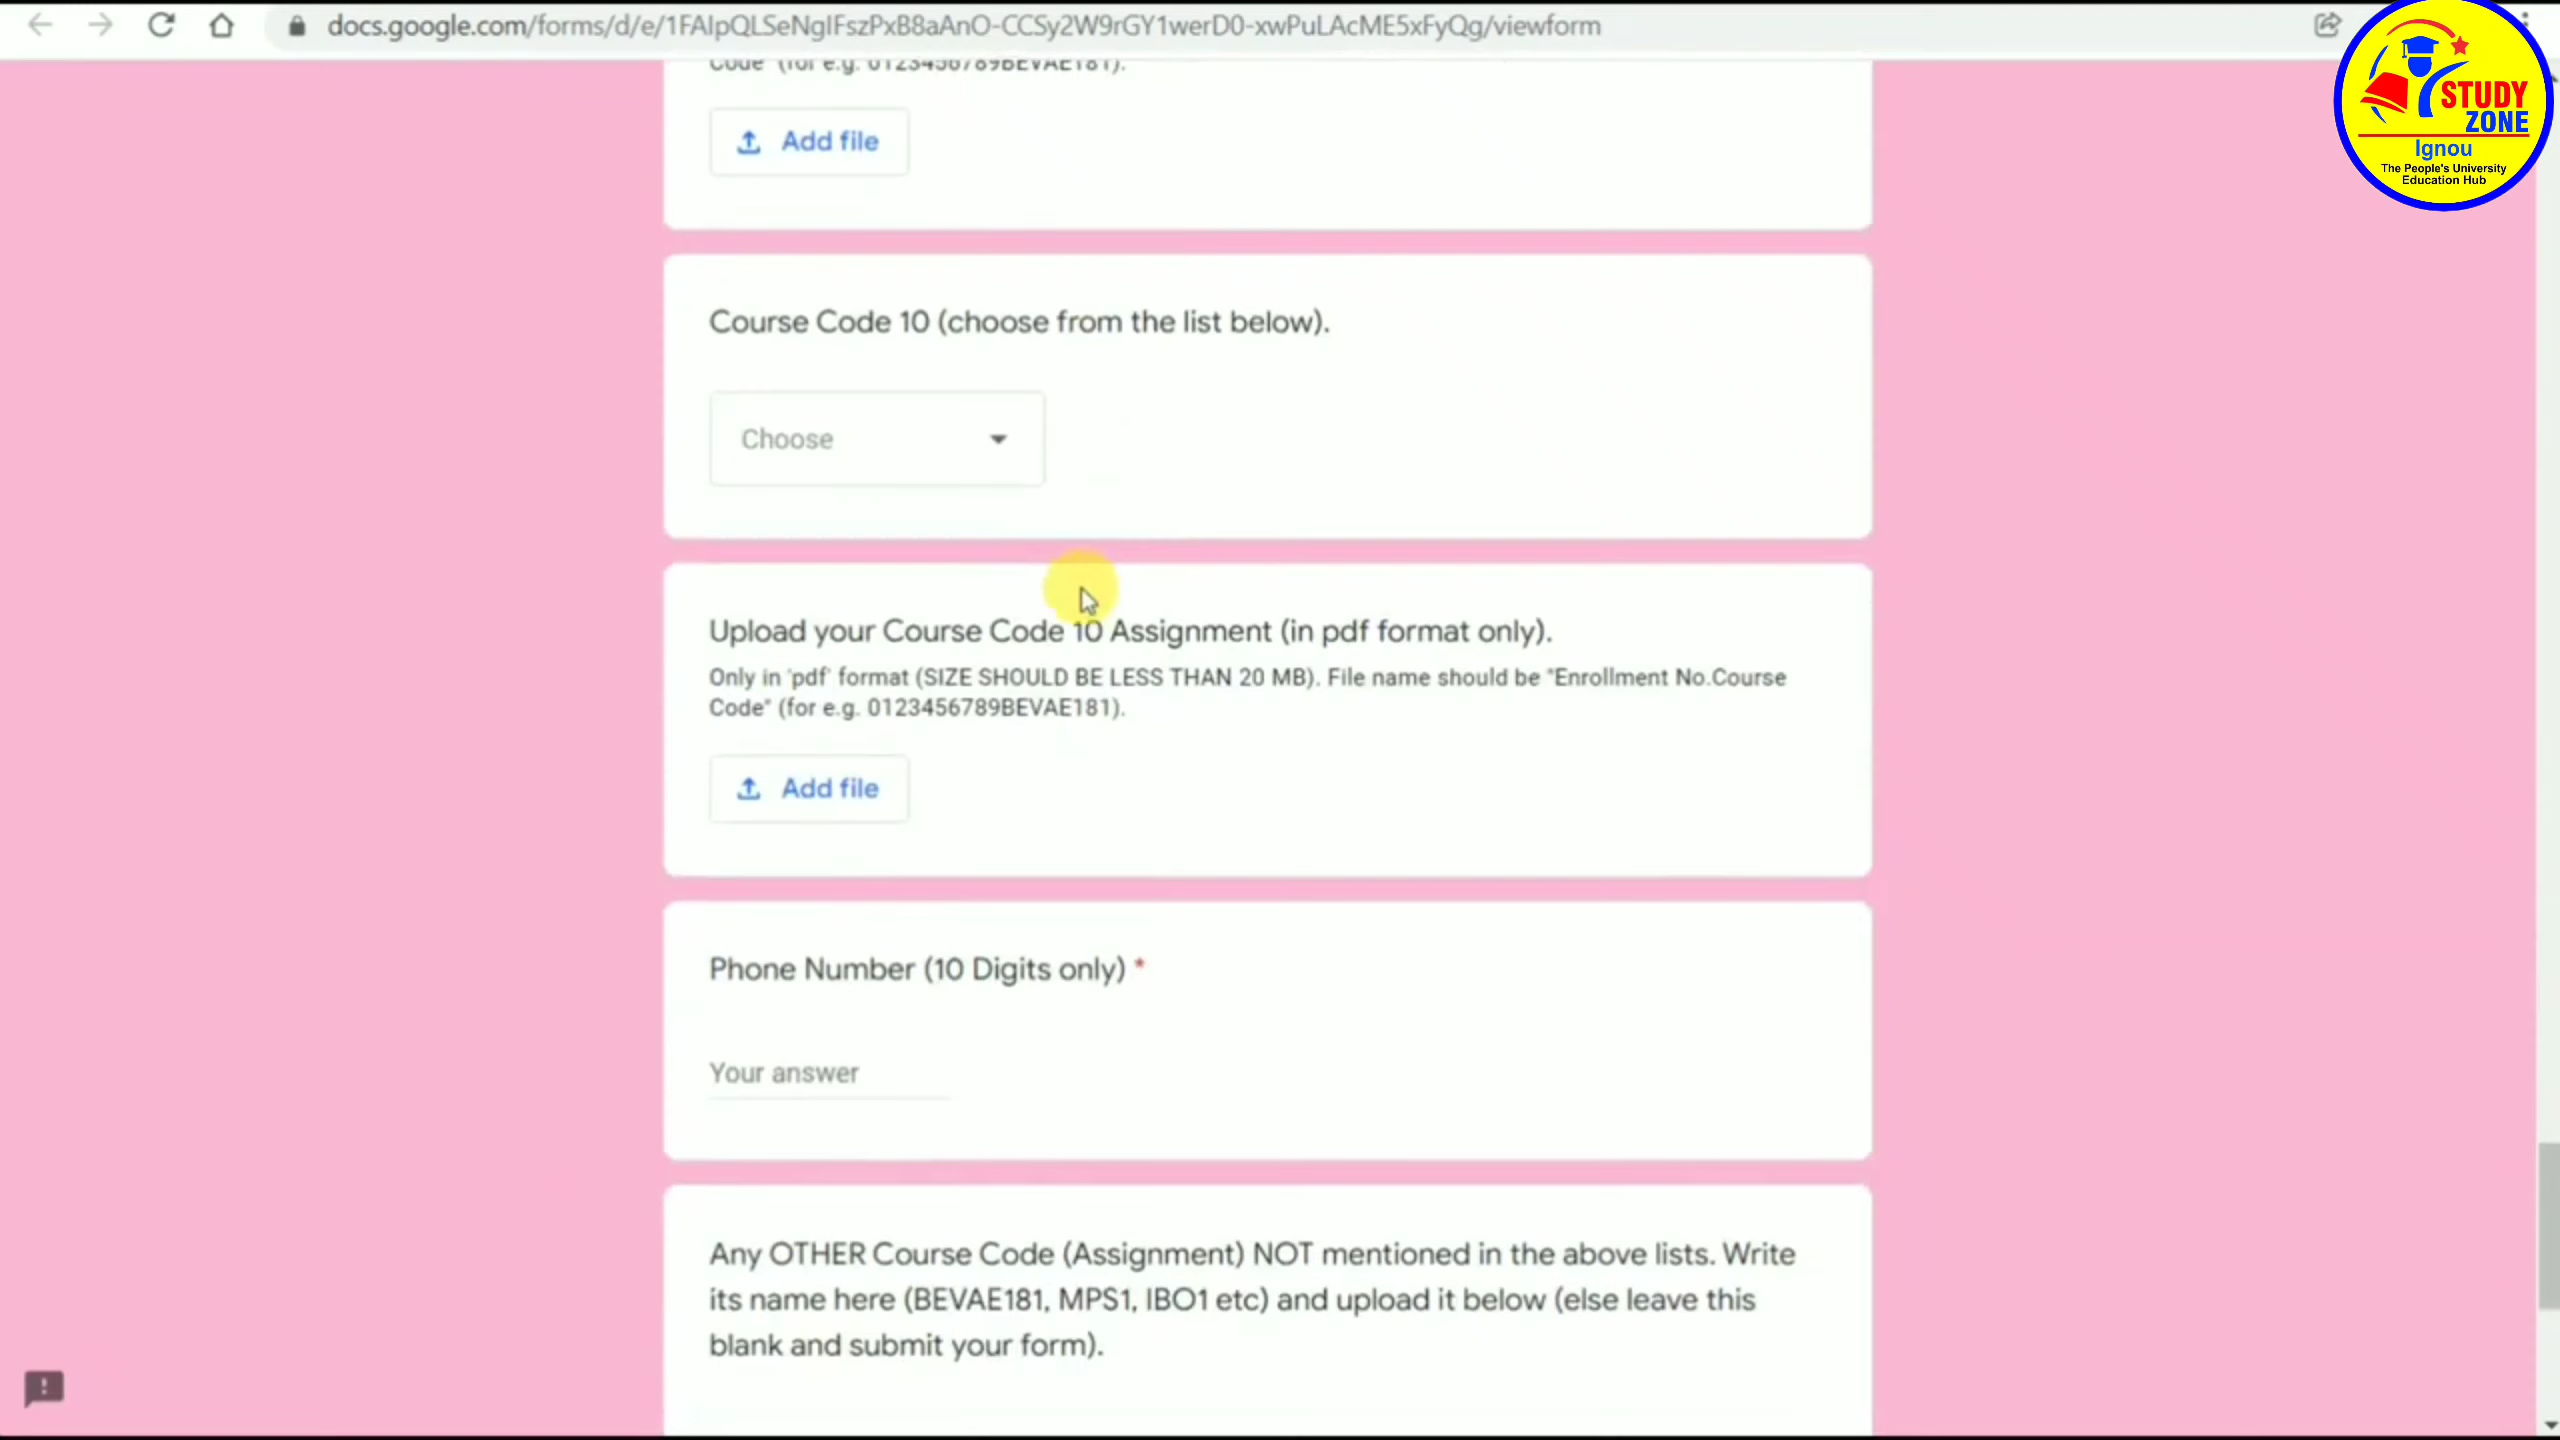 docs.google.com/forms/d/e/1FAIpQLSeNgIFszPxB8aAnO-CCSy2W9rGY1werD0-xwPuLAcME5xFyQg/viewform
Code" (for e.g. 0123456789BEVAE181).
Add file
Course Code 10 (choose from the list below).
Choose
Upload your Course Code 10 Assignment (in pdf format only).
Only in 'pdf' format (SIZE SHOULD BE LESS THAN 20 MB). File name should be "Enrollment No.Course
Code" (for e.g. 0123456789BEVAE181).
Add file
Phone Number (10 Digits only) *
Your answer
Any OTHER Course Code (Assignment) NOT mentioned in the above lists. Write
its name here (BEVAE181, MPS1, IBO1 etc) and upload it below (else leave this
blank and submit your form).
STUDY
ZONE
Ignou
The People's University
Education Hub